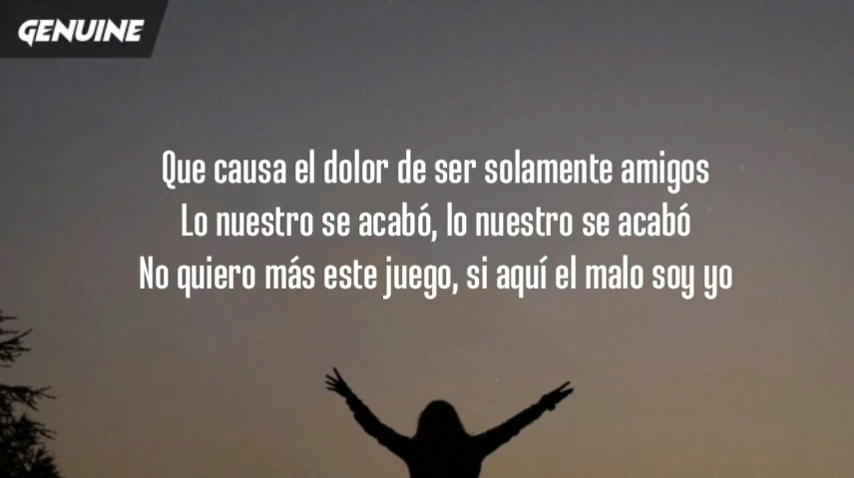 GENUINE
Que causa el dolor de ser solamente amigos
Lo nuestro se acabó, lo nuestro se acabó
No quiero más este juego, si aquí el malo soy yo